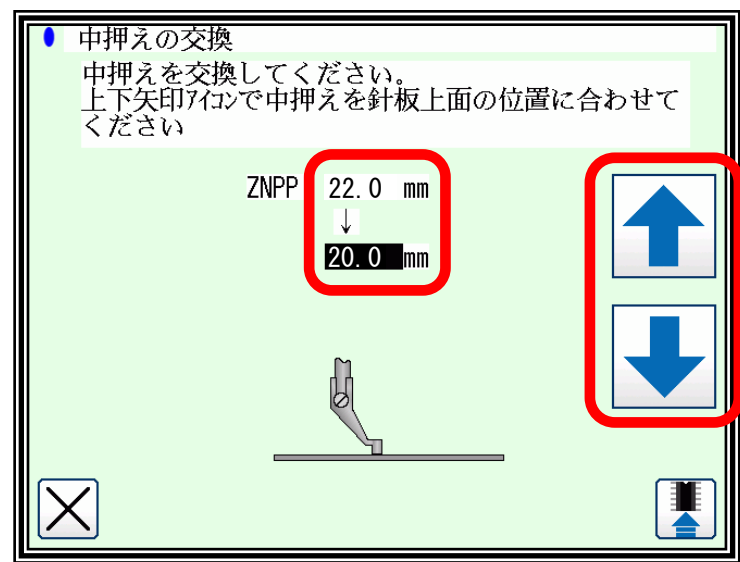 中押えの交換
中押えを交換してください。
上下矢印ｱｲｺﾝで中押えを針板上面の位置に合わせて
ください
ZNPP 22.0 mm
↓
20.0 mm